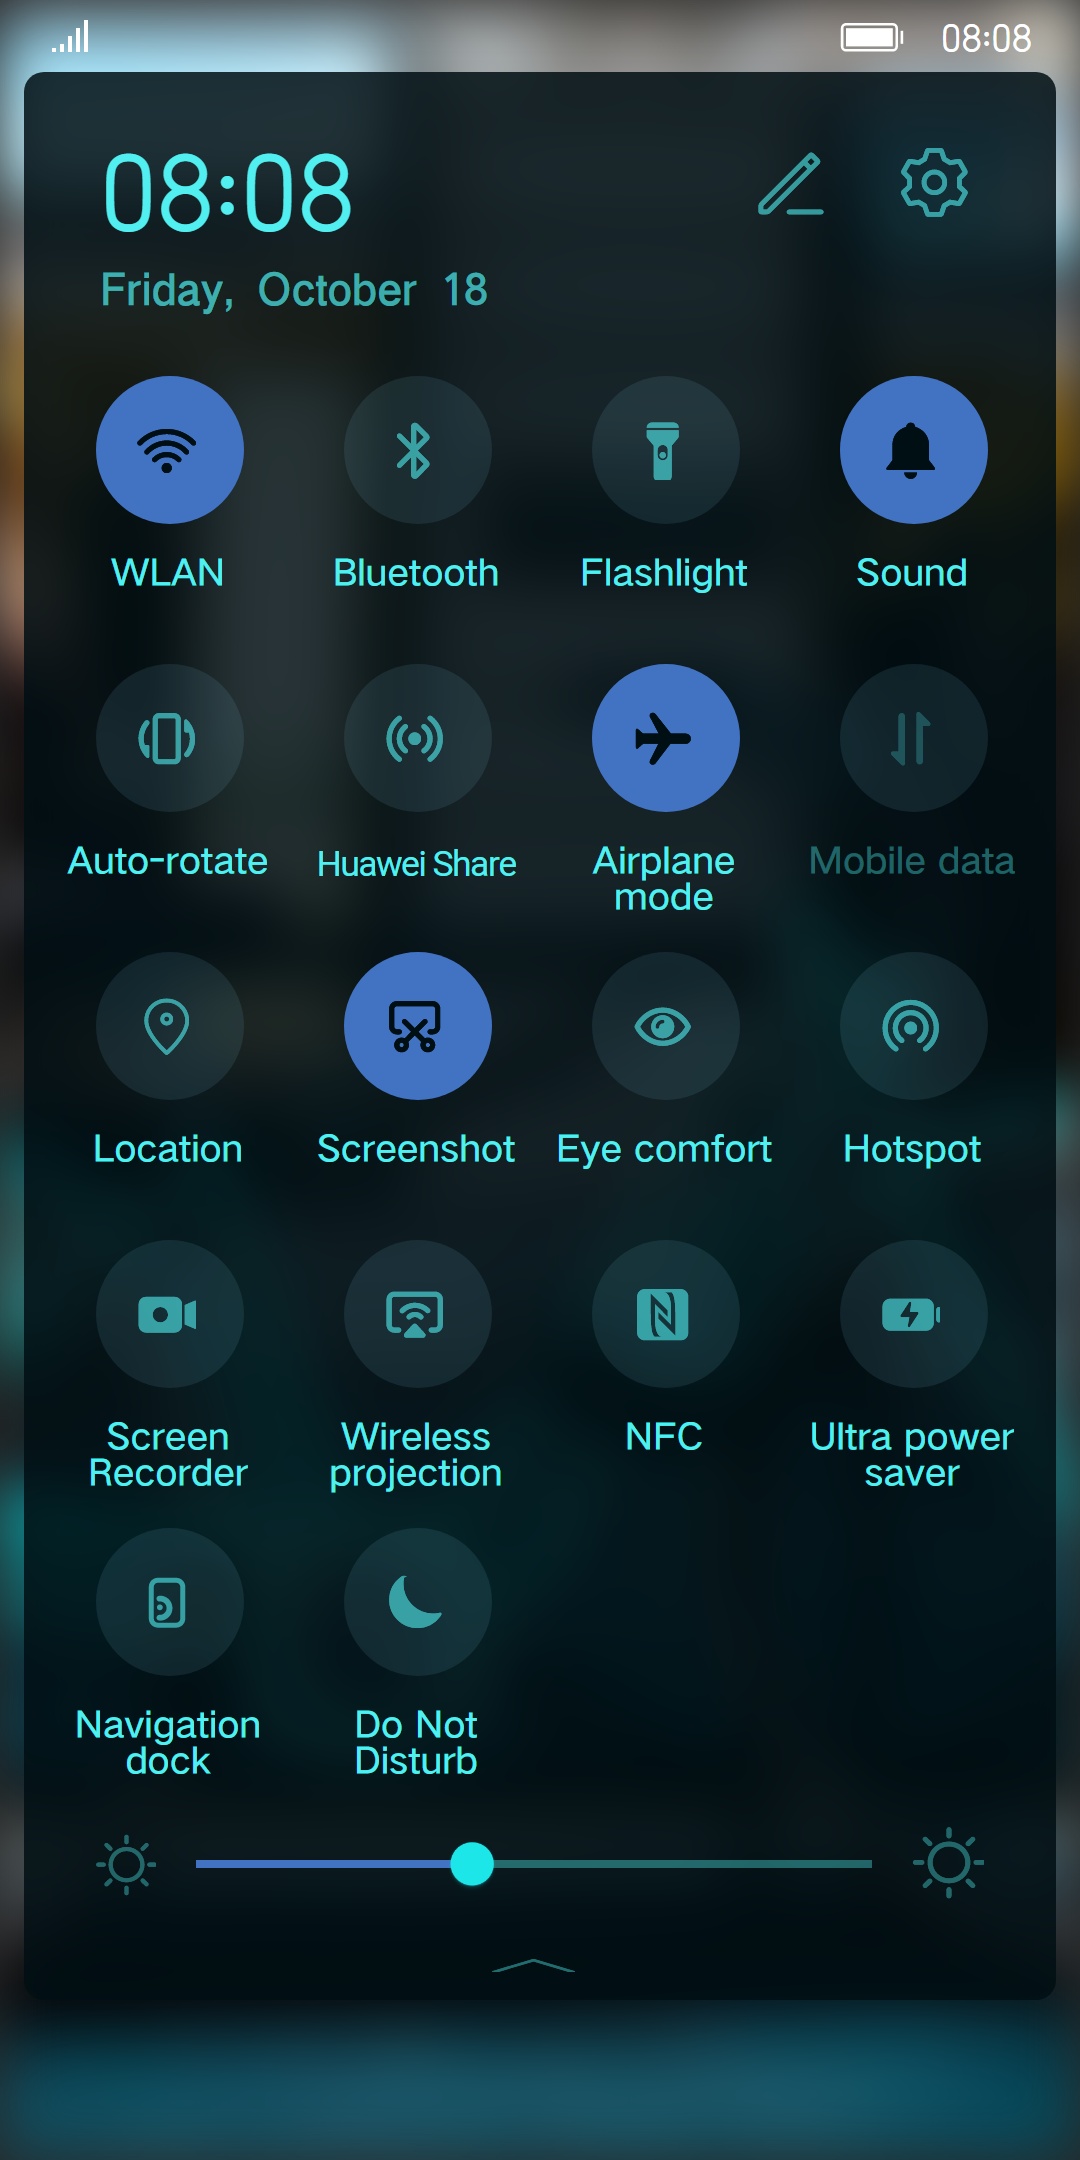 08:08
08:08
Friday, October 18
WLAN
Bluetooth
Flashlight
Sound
Auto-rotate
Huawei Share
Airplane
mode
Mobile data
Location
Screenshot
Eye comfort
Hotspot
Screen
Recorder
Wireless
projection
NFC
Ultra power
saver
Navigation
dock
Do Not
Disturb